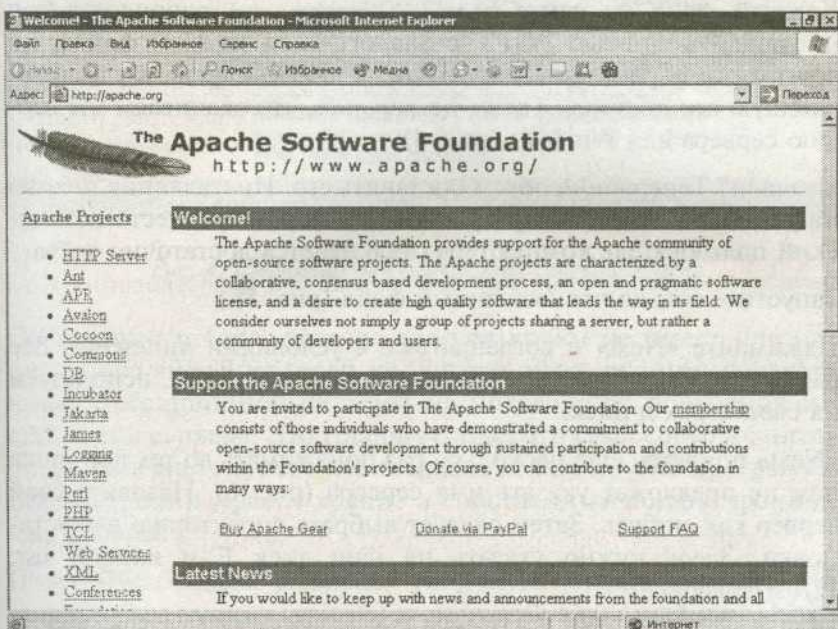 Welcome! - The Apache Software Foundation - Microsoft Internet Explorer
Файл Правка Вид Избранное Сервис Справка
Назад Поиск Избранное Медиа
Адрес: http://apache.org Переход
The Apache Software Foundation
http://www.apache.org/
Apache Projects
HTTP Server
Ant
APR
Avalon
Cocoon
Commons
DB
Incubator
Jakarta
James
Logging
Maven
Perl
PHP
TCL
Web Services
XML
Conferences
Foundation
Welcome!
The Apache Software Foundation provides support for the Apache community of
open-source software projects. The Apache projects are characterized by a
collaborative, consensus based development process, an open and pragmatic software
license, and a desire to create high quality software that leads the way in its field. We
consider ourselves not simply a group of projects sharing a server, but rather a
community of developers and users.
Support the Apache Software Foundation
You are invited to participate in The Apache Software Foundation. Our membership
consists of those individuals who have demonstrated a commitment to collaborative
open-source software development through sustained participation and contributions
within the Foundation's projects. Of course, you can contribute to the foundation in
many ways:
Buy Apache Gear Donate via PayPal Support FAQ
Latest News
If you would like to keep up with news and announcements from the foundation and all
Интернет